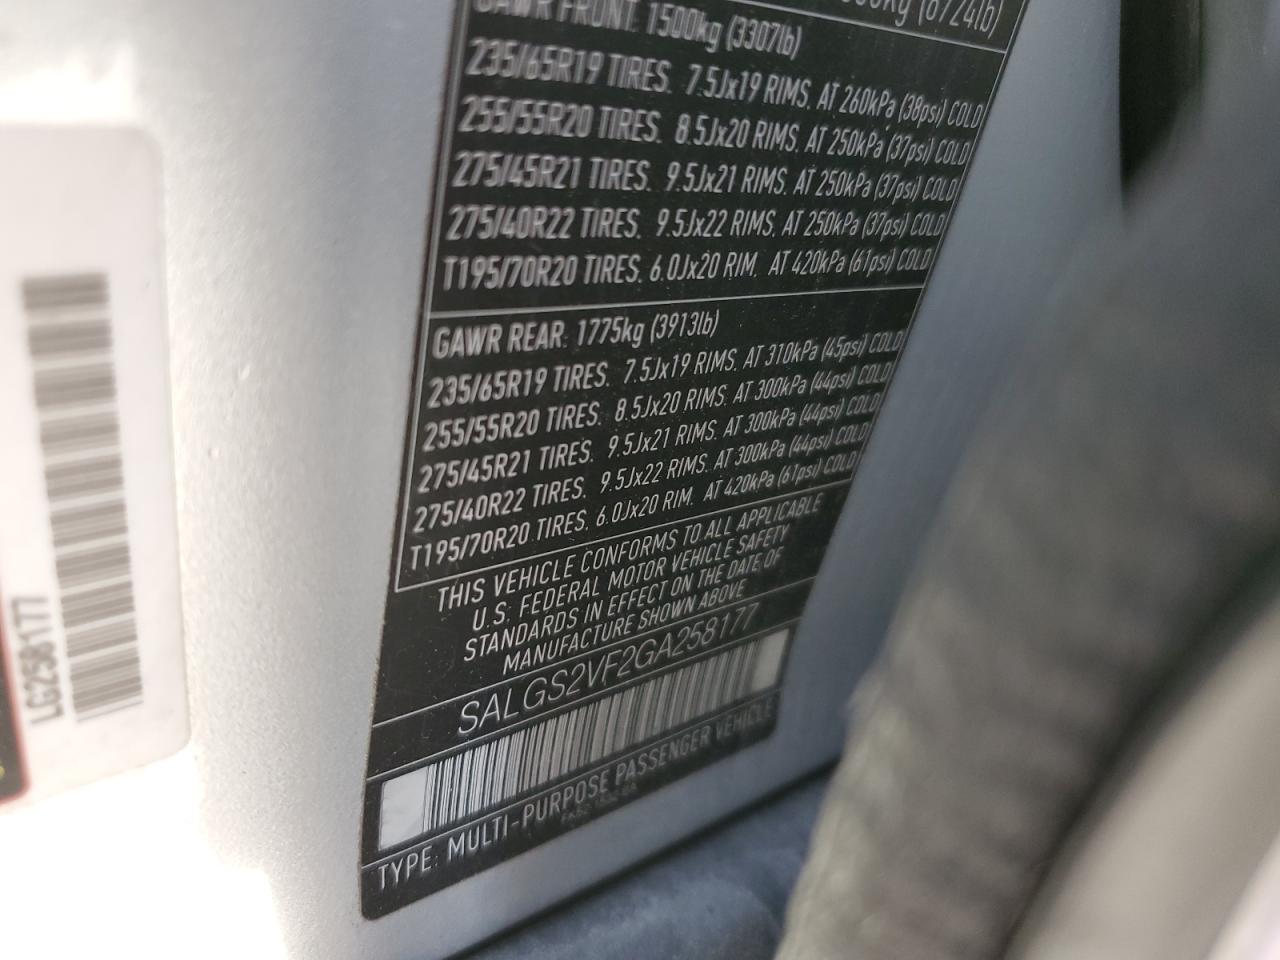 (6724lb)
GAWR FRONT: 1500kg (3307lb)
235/65R19 TIRES. 7.5Jx19 RIMS. AT 260kPa (38psi) COLD
255/55R20 TIRES. 8.5Jx20 RIMS. AT 250kPa (37psi) COLD
275/45R21 TIRES. 9.5Jx21 RIMS. AT 250kPa (37psi) COLD
275/40R22 TIRES. 9.5Jx22 RIMS. AT 250kPa (37psi) COLD
T195/70R20 TIRES. 6.0Jx20 RIM. AT 420kPa (61psi) COLD
GAWR REAR: 1775kg (3913lb)
235/65R19 TIRES. 7.5Jx19 RIMS. AT 310kPa (45psi) COLD
255/55R20 TIRES. 8.5Jx20 RIMS. AT 300kPa (44psi) COLD
275/45R21 TIRES. 9.5Jx21 RIMS. AT 300kPa (44psi) COLD
275/40R22 TIRES. 9.5Jx22 RIMS. AT 300kPa (44psi) COLD
T195/70R20 TIRES. 6.0Jx20 RIM. AT 420kPa (61psi) COLD
THIS VEHICLE CONFORMS TO ALL APPLICABLE
U.S. FEDERAL MOTOR VEHICLE SAFETY
STANDARDS IN EFFECT ON THE DATE OF
MANUFACTURE SHOWN ABOVE
SALGS2VF2GA258177
TYPE: MULTI-PURPOSE PASSENGER VEHICLE
LG258177